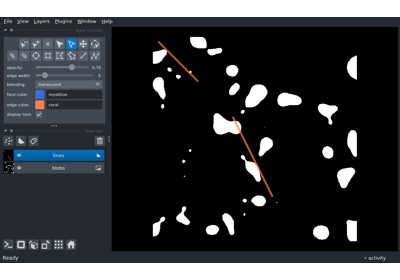 File View Layers Plugins Window Help
opacity: 0.70
edge width: 5
blending: translucent
face color: royalblue
edge color: coral
display text: ✓
lines
blobs
Ready
activity